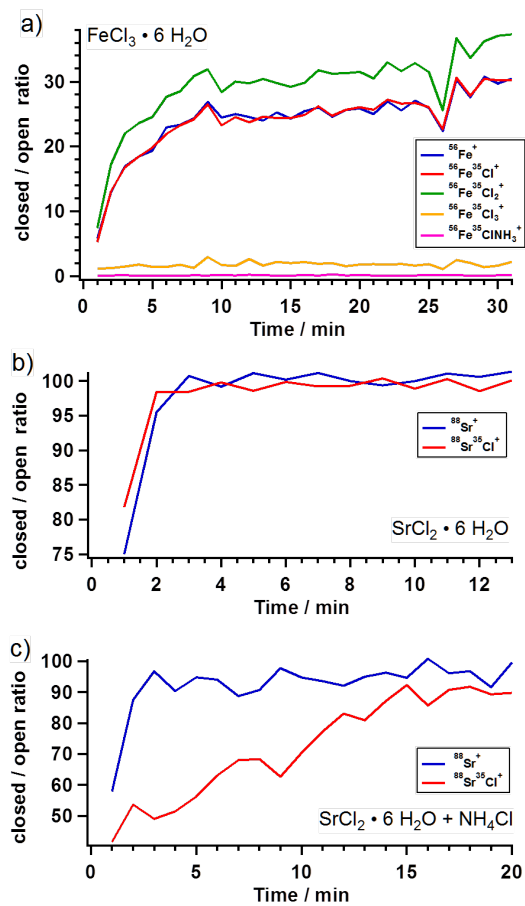 a)
FeCl₃ • 6 H₂O
closed / open ratio
30
20
10
0
⁵⁶Fe⁺
⁵⁶Fe³⁵Cl⁺
⁵⁶Fe³⁵Cl₂⁺
⁵⁶Fe³⁵Cl₃⁺
⁵⁶Fe³⁵ClNH₃⁺
0 5 10 15 20 25 30
Time / min
b)
closed / open ratio
100
95
90
85
80
75
⁸⁸Sr⁺
⁸⁸Sr³⁵Cl⁺
SrCl₂ • 6 H₂O
0 2 4 6 8 10 12
Time / min
c)
closed / open ratio
100
90
80
70
60
50
⁸⁸Sr⁺
⁸⁸Sr³⁵Cl⁺
SrCl₂ • 6 H₂O + NH₄Cl
0 5 10 15 20
Time / min